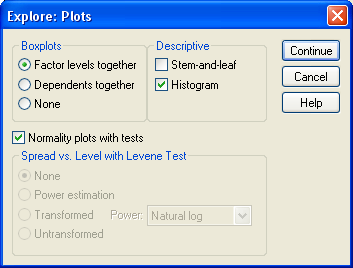 Explore: Plots
Boxplots
Factor levels together
Dependents together
None
Descriptive
Stem-and-leaf
Histogram
Continue
Cancel
Help
Normality plots with tests
Spread vs. Level with Levene Test
None
Power estimation
Transformed Power: Natural log
Untransformed